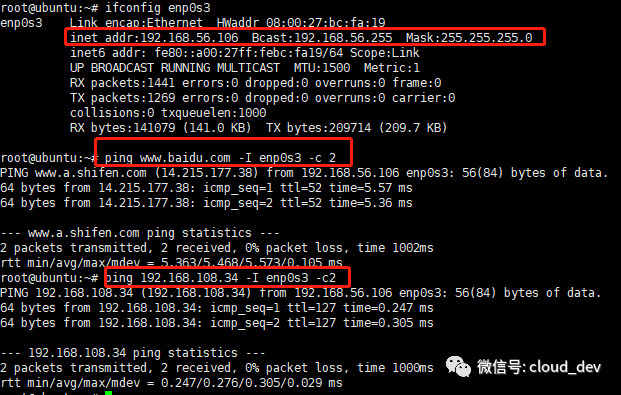 root@ubuntu:~# ifconfig enp0s3
enp0s3    Link encap:Ethernet  HWaddr 08:00:27:bc:fa:19
          inet addr:192.168.56.106  Bcast:192.168.56.255  Mask:255.255.255.0
          inet6 addr: fe80::a00:27ff:febc:fa19/64 Scope:Link
          UP BROADCAST RUNNING MULTICAST  MTU:1500  Metric:1
          RX packets:1441 errors:0 dropped:0 overruns:0 frame:0
          TX packets:1269 errors:0 dropped:0 overruns:0 carrier:0
          collisions:0 txqueuelen:1000
          RX bytes:141079 (141.0 KB)  TX bytes:209714 (209.7 KB)
root@ubuntu:~# ping www.baidu.com -I enp0s3 -c 2
PING www.a.shifen.com (14.215.177.38) from 192.168.56.106 enp0s3: 56(84) bytes of data.
64 bytes from 14.215.177.38: icmp_seq=1 ttl=52 time=5.57 ms
64 bytes from 14.215.177.38: icmp_seq=2 ttl=52 time=5.36 ms
--- www.a.shifen.com ping statistics ---
2 packets transmitted, 2 received, 0% packet loss, time 1002ms
rtt min/avg/max/mdev = 5.363/5.468/5.573/0.105 ms
root@ubuntu:~# ping 192.168.108.34 -I enp0s3 -c2
PING 192.168.108.34 (192.168.108.34) from 192.168.56.106 enp0s3: 56(84) bytes of data.
64 bytes from 192.168.108.34: icmp_seq=1 ttl=127 time=0.247 ms
64 bytes from 192.168.108.34: icmp_seq=2 ttl=127 time=0.305 ms
--- 192.168.108.34 ping statistics ---
2 packets transmitted, 2 received, 0% packet loss, time 1000ms
rtt min/avg/max/mdev = 0.247/0.276/0.305/0.029 ms
微信号: cloud_dev